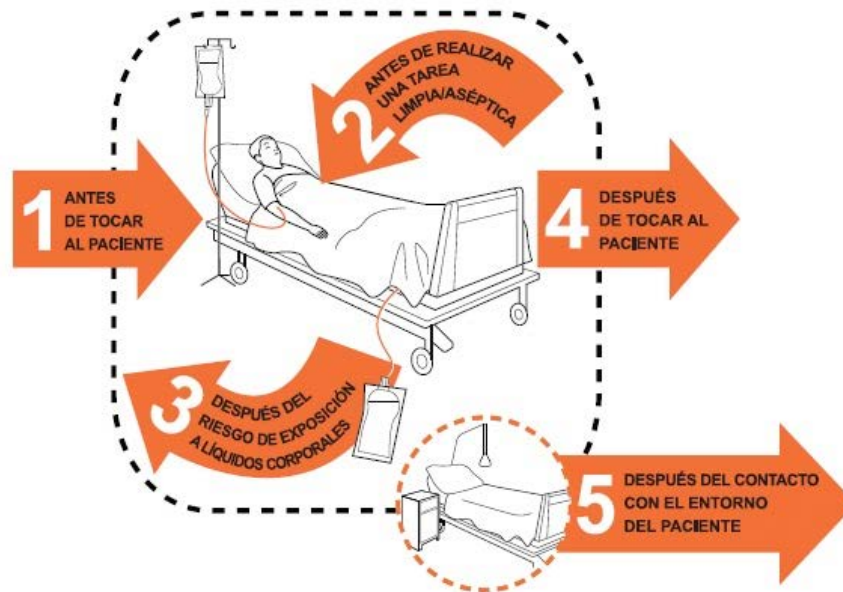 1
ANTES
DE TOCAR
AL PACIENTE
2
ANTES DE REALIZAR
UNA TAREA
LIMPIA/ASÉPTICA
3
DESPUÉS DEL
RIESGO DE EXPOSICIÓN
A LÍQUIDOS CORPORALES
4
DESPUÉS
DE TOCAR AL
PACIENTE
5
DESPUÉS DEL CONTACTO
CON EL ENTORNO
DEL PACIENTE